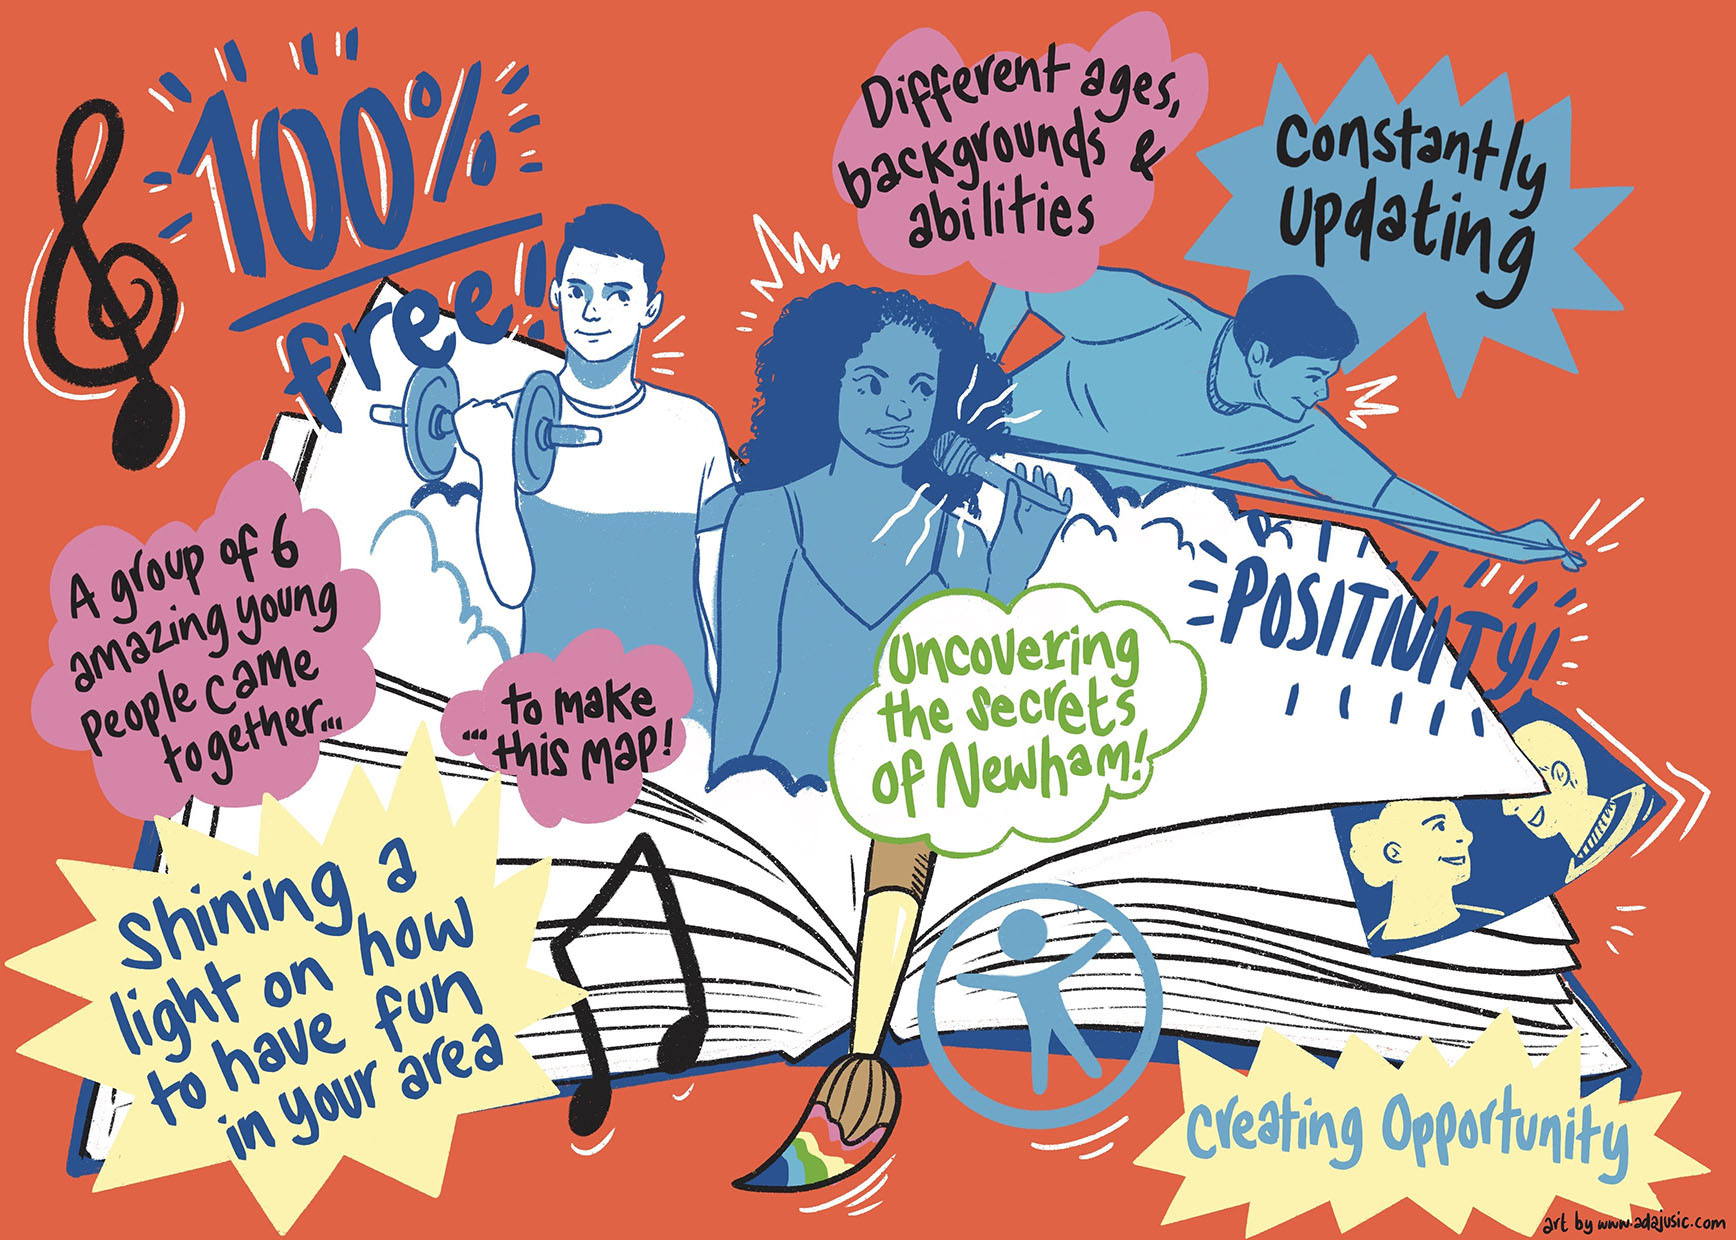 100%
free!
Different ages,
backgrounds &
abilities
Constantly
updating
A group of 6
amazing young
people came
together...
...to make
this map!
Uncovering
the secrets
of Newham!
POSITIVITY!
Shining a
light on how
to have fun
in your area
Creating Opportunity
art by www.adajusic.com